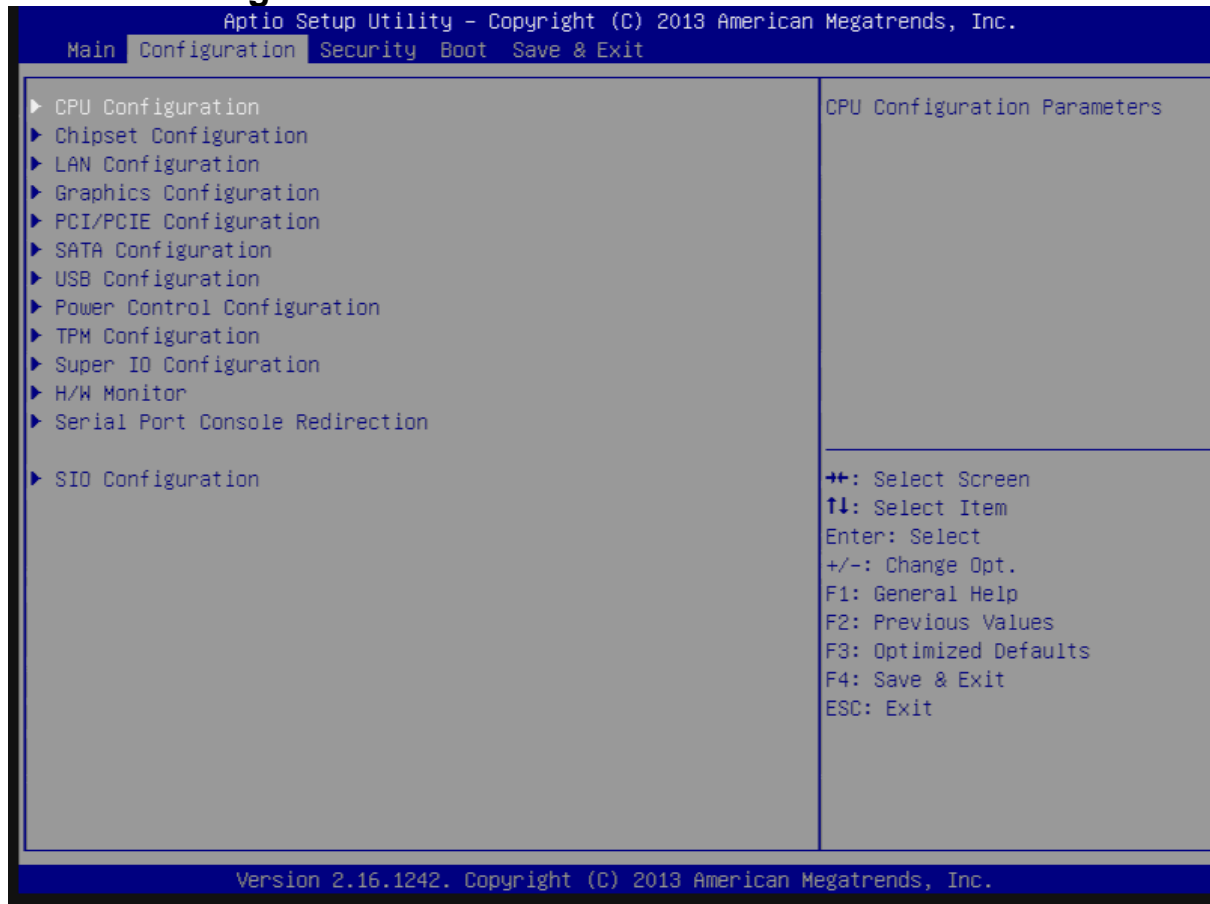 Aptio Setup Utility – Copyright (C) 2013 American Megatrends, Inc.
Main Configuration Security Boot Save & Exit
▶ CPU Configuration
▶ Chipset Configuration
▶ LAN Configuration
▶ Graphics Configuration
▶ PCI/PCIE Configuration
▶ SATA Configuration
▶ USB Configuration
▶ Power Control Configuration
▶ TPM Configuration
▶ Super IO Configuration
▶ H/W Monitor
▶ Serial Port Console Redirection
▶ SIO Configuration
CPU Configuration Parameters
→←: Select Screen
↑↓: Select Item
Enter: Select
+/-: Change Opt.
F1: General Help
F2: Previous Values
F3: Optimized Defaults
F4: Save & Exit
ESC: Exit
Version 2.16.1242. Copyright (C) 2013 American Megatrends, Inc.